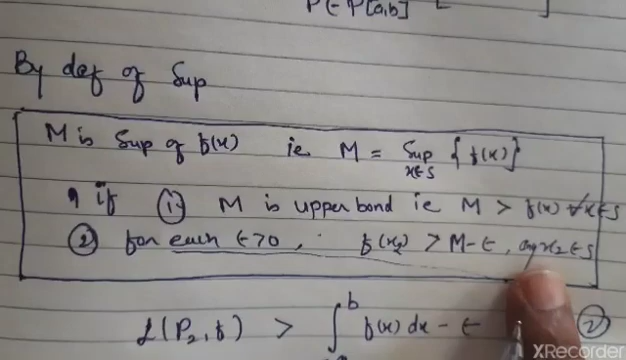 P ∈ P[a,b] [ ]
By def of Sup
M is Sup of f(x) ie M = Sup x∈S {f(x)}
if ① M is upper bond ie M > f(x) ∀x∈S
② for each ε>0, f(x₂) > M-ε, x₂∈S
L(P₂,f) > ∫ b f(x) dx - ε ②
XRecorder